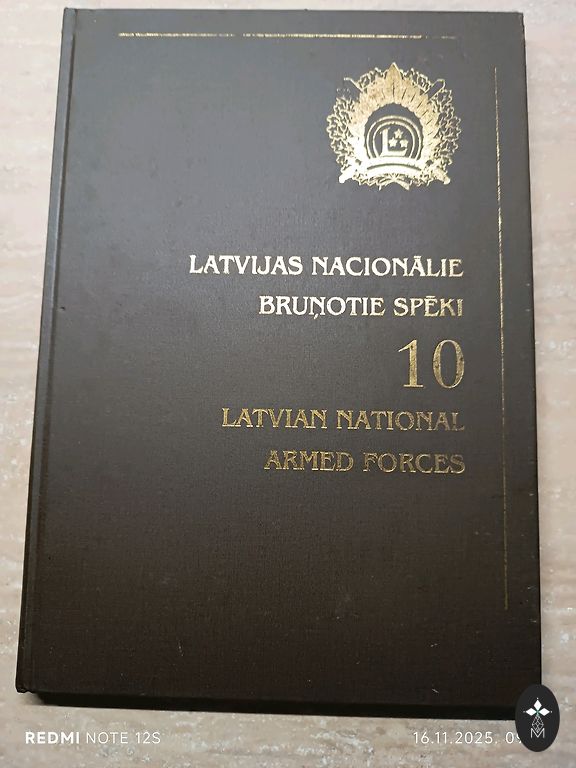 LATVIJAS NACIONĀLIE
BRUŅOTIE SPĒKI
10
LATVIAN NATIONAL
ARMED FORCES
REDMI NOTE 12S
16.11.2025.
M